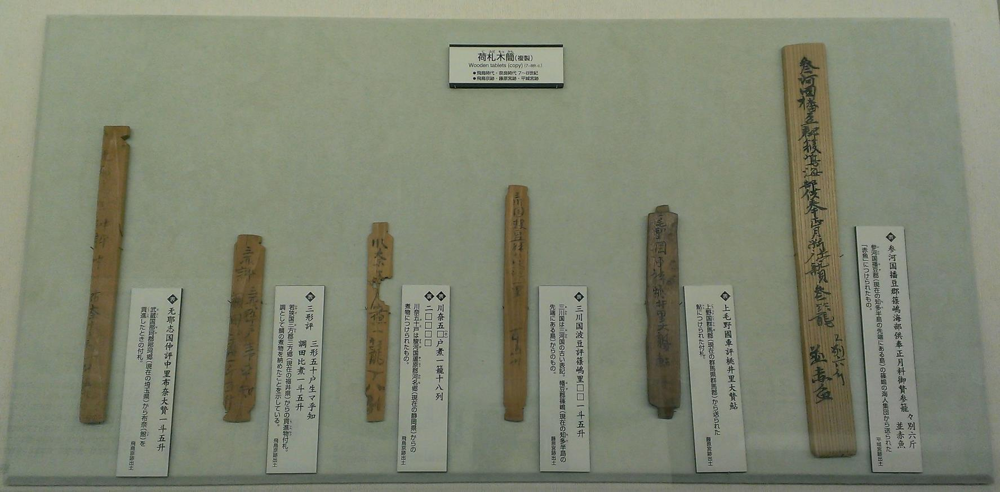 荷札木簡(複製)
Wooden tablets (copy) (7-8th c.)
●飛鳥時代・奈良時代 7～8世紀
●飛鳥京跡・藤原宮跡・平城宮跡
表 参河国播豆郡篠嶋海部供奉正月料御贄参籠 々別六斤 並赤魚
参河国播豆郡(現在の知多半島の先端にある島)の篠嶋の海人集団から送られた
「赤魚」につけられたもの。
平城宮跡出土
表 上毛野國車評桃井里大贄鮎
上野国群馬郡(現在の群馬県群馬郡)から送られた
鮎につけられた付札。
藤原宮跡出土
表 三川国波豆評篠嶋里□□一斗五升
三川国は三河国の古い表記。幡豆郡篠嶋(現在の知多半島の
先端にある島)からのもの。
藤原宮跡出土
表 川奈五□(十)戸煮一籠十八列
裏 二□□□□
川奈五十戸は駿河国蘆原郡河名郷(現在の静岡県)からの
煮物につけられたもの。
飛鳥京跡出土
表 三形評 三形五十戸生マ乎知
調田比煮一斗五升
若狭国三方郡三方郷(現在の福井県)からの貢進物付札。
調として鯛の煮物を納めたことを示している。
飛鳥京跡出土
表 无耶志国仲評中里布奈大贄一斗五升
武蔵国那珂郡那珂郷(現在の埼玉県)から布奈(鮒)を
貢進したときの付札。
飛鳥京跡出土